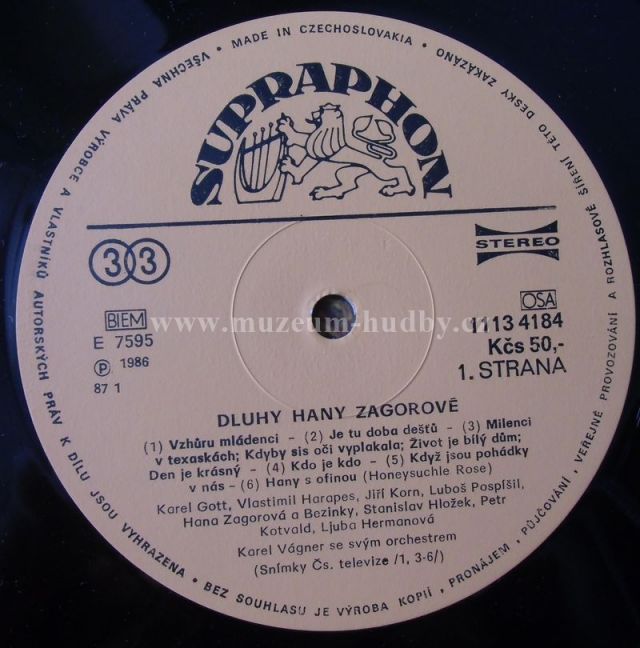 VŠECHNA PRÁVA VÝROBCE A VLASTNÍKŮ AUTORSKÝCH PRÁV K DÍLU JSOU VYHRAZENA • BEZ SOUHLASU JE VÝROBA KOPIÍ, PRONÁJEM, PŮJČOVÁNÍ, VEŘEJNÉ PROVOZOVÁNÍ A ROZHLASOVÉ ŠÍŘENÍ TÉTO DESKY ZAKÁZÁNO • MADE IN CZECHOSLOVAKIA •
SUPRAPHON
33
STEREO
BIEM
OSA
www.muzeum-hudby.cz
E 7595
1113 4184
Ⓟ 1986
Kčs 50,-
87 1
1. STRANA
DLUHY HANY ZAGOROVÉ
(1) Vzhůru mládenci – (2) Je tu doba dešťů – (3) Milenci
v texaskách; Kdyby sis oči vyplakala; Život je bílý dům;
Den je krásný – (4) Kdo je kdo – (5) Když jsou pohádky
v nás – (6) Hany s ofinou (Honeysuchle Rose)
Karel Gott, Vlastimil Harapes, Jiří Korn, Luboš Pospíšil,
Hana Zagorová a Bezinky, Stanislav Hložek, Petr
Kotvald, Ljuba Hermanová
Karel Vágner se svým orchestrem
(Snímky Čs. televize /1, 3-6/)